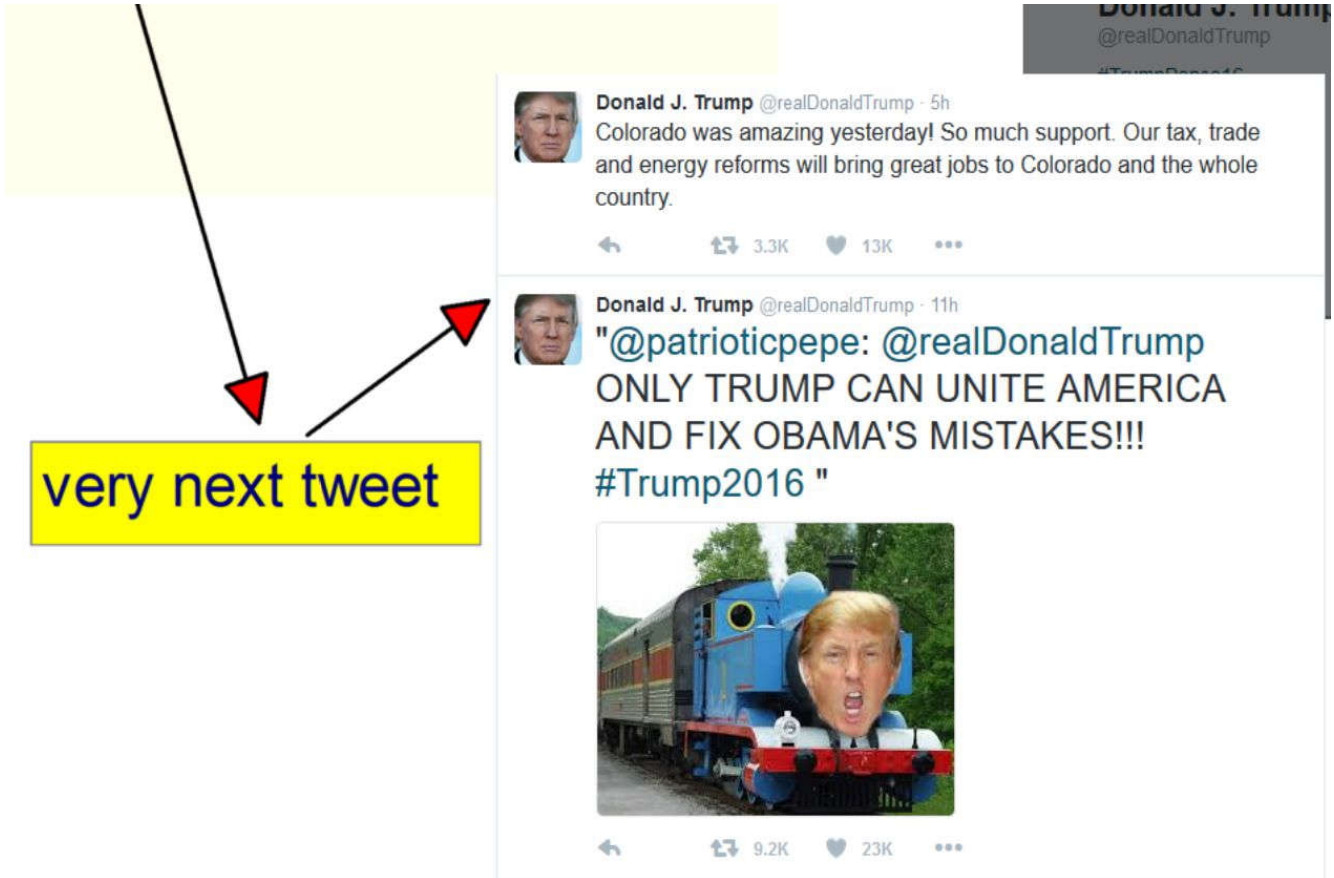 Donald J. Trump
@realDonaldTrump
#TrumpPence16
Donald J. Trump @realDonaldTrump · 5h
Colorado was amazing yesterday! So much support. Our tax, trade
and energy reforms will bring great jobs to Colorado and the whole
country.
3.3K 13K
Donald J. Trump @realDonaldTrump · 11h
"@patrioticpepe: @realDonaldTrump
ONLY TRUMP CAN UNITE AMERICA
AND FIX OBAMA'S MISTAKES!!!
#Trump2016 "
very next tweet
9.2K 23K